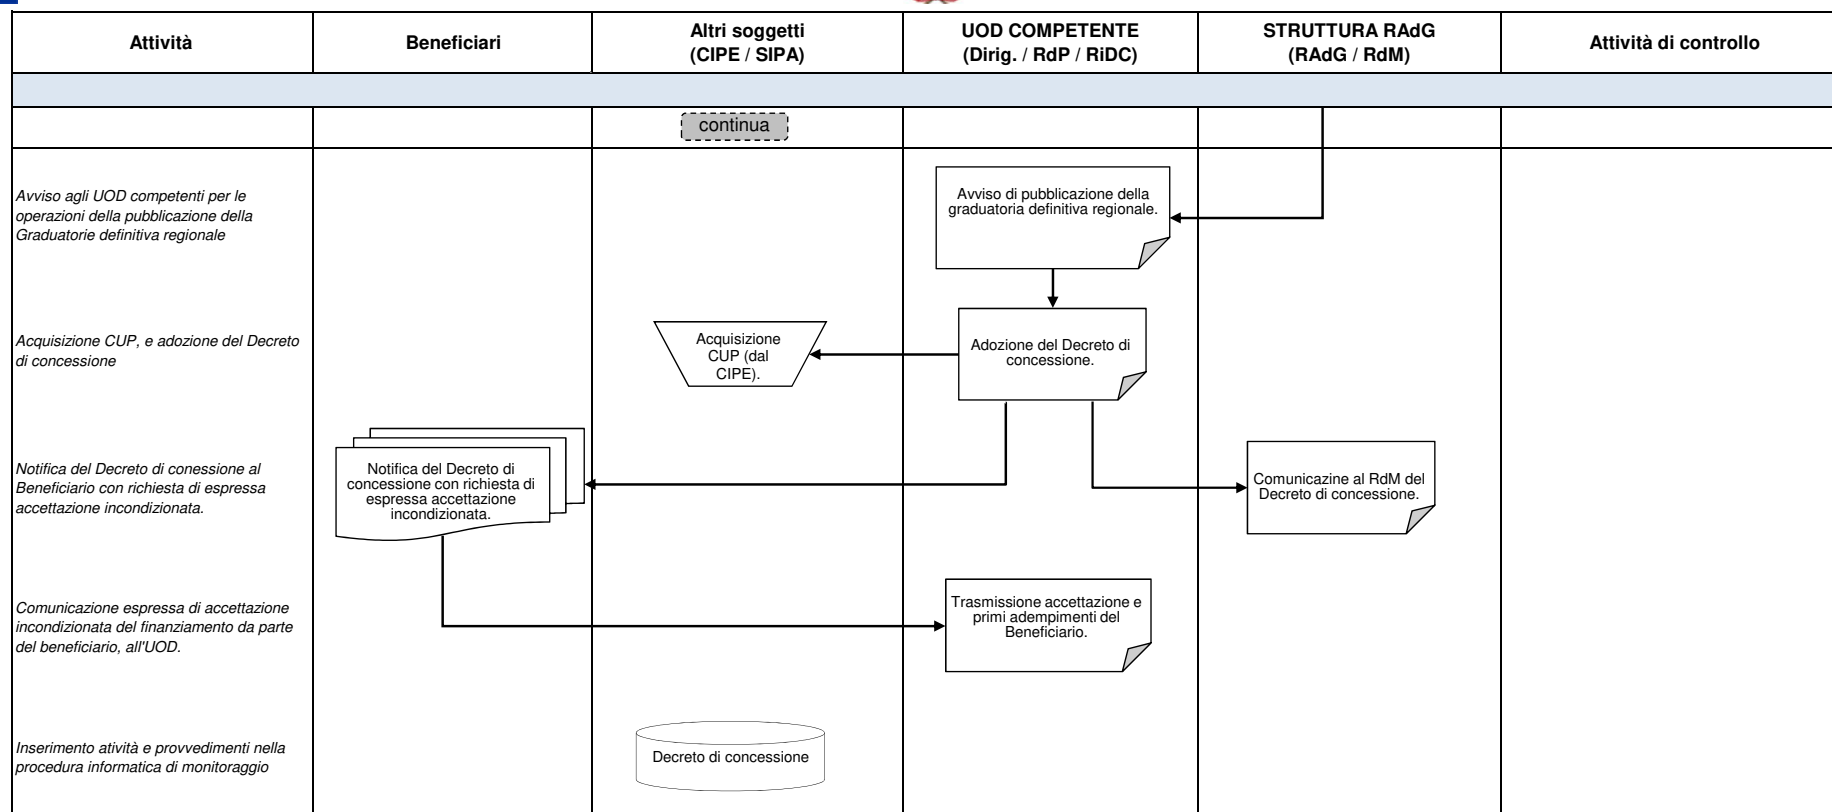 Attività
Beneficiari
Altri soggetti
(CIPE / SIPA)
UOD COMPETENTE
(Dirig. / RdP / RiDC)
STRUTTURA RAdG
(RAdG / RdM)
Attività di controllo
continua
Avviso agli UOD competenti per le
operazioni della pubblicazione della
Graduatorie definitiva regionale
Avviso di pubblicazione della
graduatoria definitiva regionale.
Acquisizione CUP, e adozione del Decreto
di concessione
Acquisizione
CUP (dal
CIPE).
Adozione del Decreto di
concessione.
Notifica del Decreto di conessione al
Beneficiario con richiesta di espressa
accettazione incondizionata.
Notifica del Decreto di
concessione con richiesta di
espressa accettazione
incondizionata.
Comunicazine al RdM del
Decreto di concessione.
Comunicazione espressa di accettazione
incondizionata del finanziamento da parte
del beneficiario, all'UOD.
Trasmissione accettazione e
primi adempimenti del
Beneficiario.
Inserimento atività e provvedimenti nella
procedura informatica di monitoraggio
Decreto di concessione